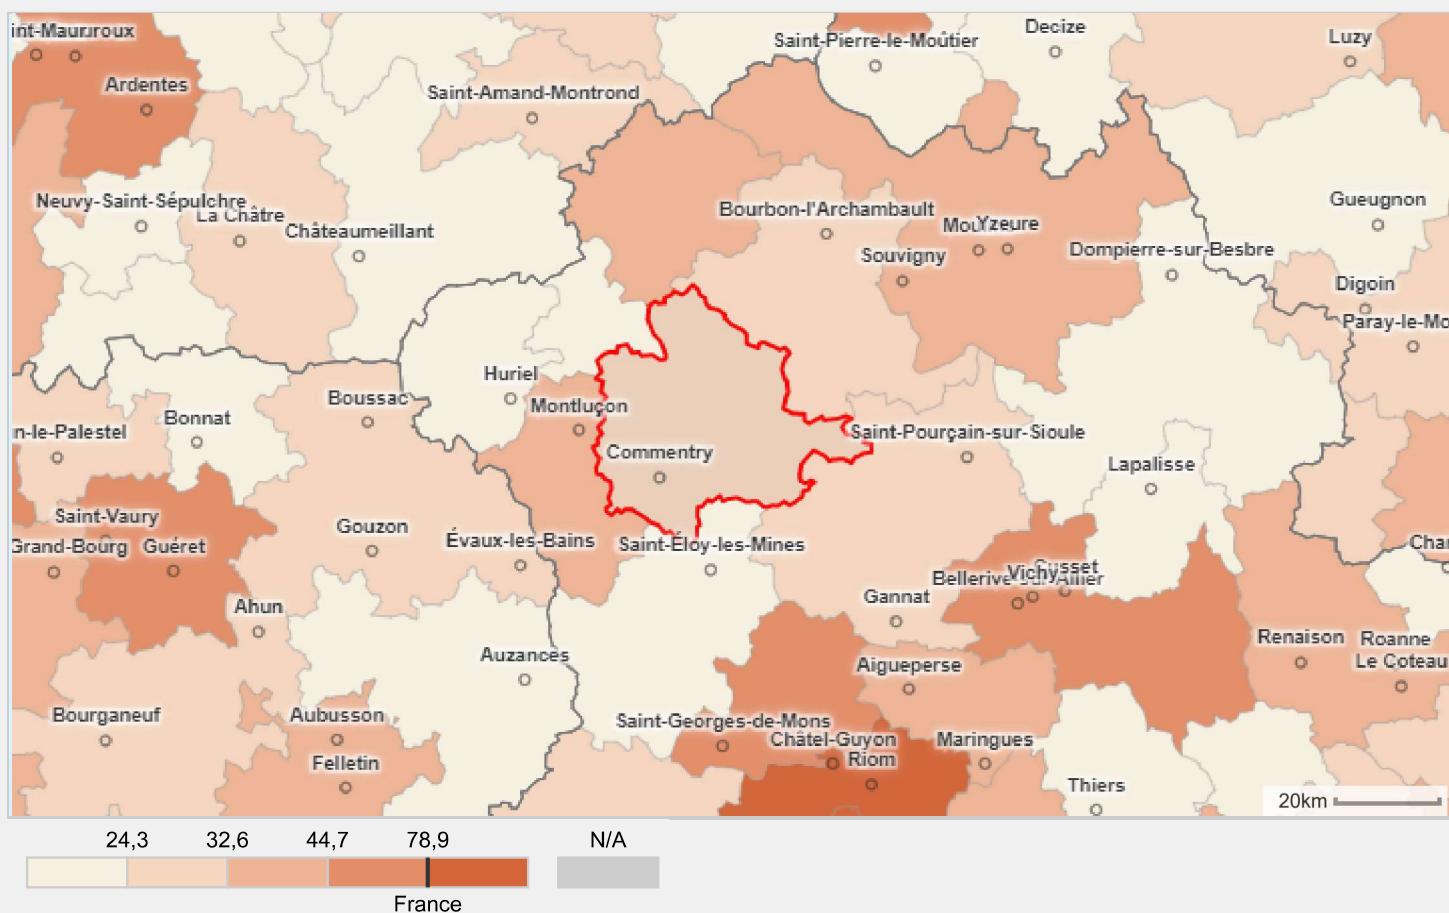 Decize
Saint-Pierre-le-Moûtier
Luzy
Ardentes
Saint-Amand-Montrond
Neuvy-Saint-Sépulchre
La Châtre
Châteaumeillant
Bourbon-l'Archambault
Yzeure
Souvigny
Dompierre-sur-Besbre
Gueugnon
Digoin
Paray-le-Mo
Huriel
Montluçon
Boussac
Bonnat
n-le-Palestel
Commentry
Saint-Pourçain-sur-Sioule
Lapalisse
Saint-Vaury
Grand-Bourg
Guéret
Gouzon
Évaux-les-Bains
Saint-Éloy-les-Mines
Char
Vichy
Gannat
Ahun
Auzances
Aigueperse
Renaison
Roanne
Le Coteau
Bourganeuf
Aubusson
Felletin
Saint-Georges-de-Mons
Châtel-Guyon
Riom
Maringues
Thiers
20km
24,3 32,6 44,7 78,9 N/A
France